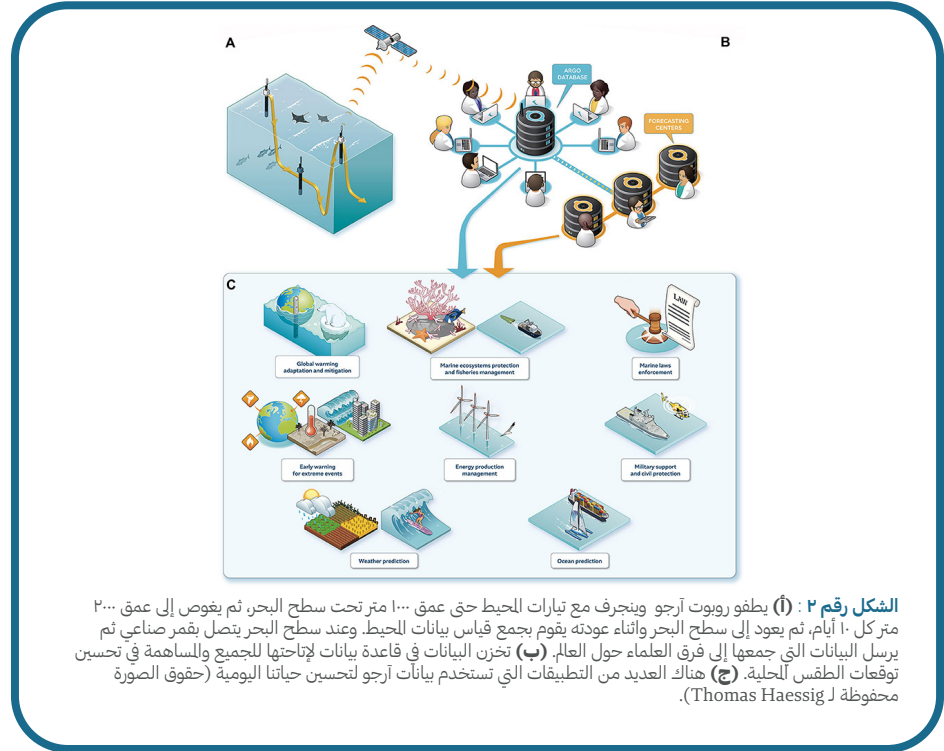 A
B
ARGO
DATABASE
FORECASTING
CENTERS
C
LAW
Global warming
adaptation and mitigation
Marine ecosystems protection
and fisheries management
Marine laws
enforcement
Early warning
for extreme events
Energy production
management
Military support
and civil protection
Weather prediction
Ocean prediction
الشكل رقم ٢ : (أ) يطفو روبوت آرجو وينجرف مع تيارات المحيط حتى عمق ١٠٠٠ متر تحت سطح البحر، ثم يغوص إلى عمق ٢٠٠٠
متر كل ١٠ أيام، ثم يعود إلى سطح البحر واثناء عودته يقوم بجمع قياس بيانات المحيط. وعند سطح البحر يتصل بقمر صناعي ثم
يرسل البيانات التي جمعها إلى فرق العلماء حول العالم. (ب) تخزن البيانات في قاعدة بيانات لإتاحتها للجميع والمساهمة في تحسين
توقعات الطقس المحلية. (ج) هناك العديد من التطبيقات التي تستخدم بيانات آرجو لتحسين حياتنا اليومية (حقوق الصورة
محفوظة لـ Thomas Haessig).